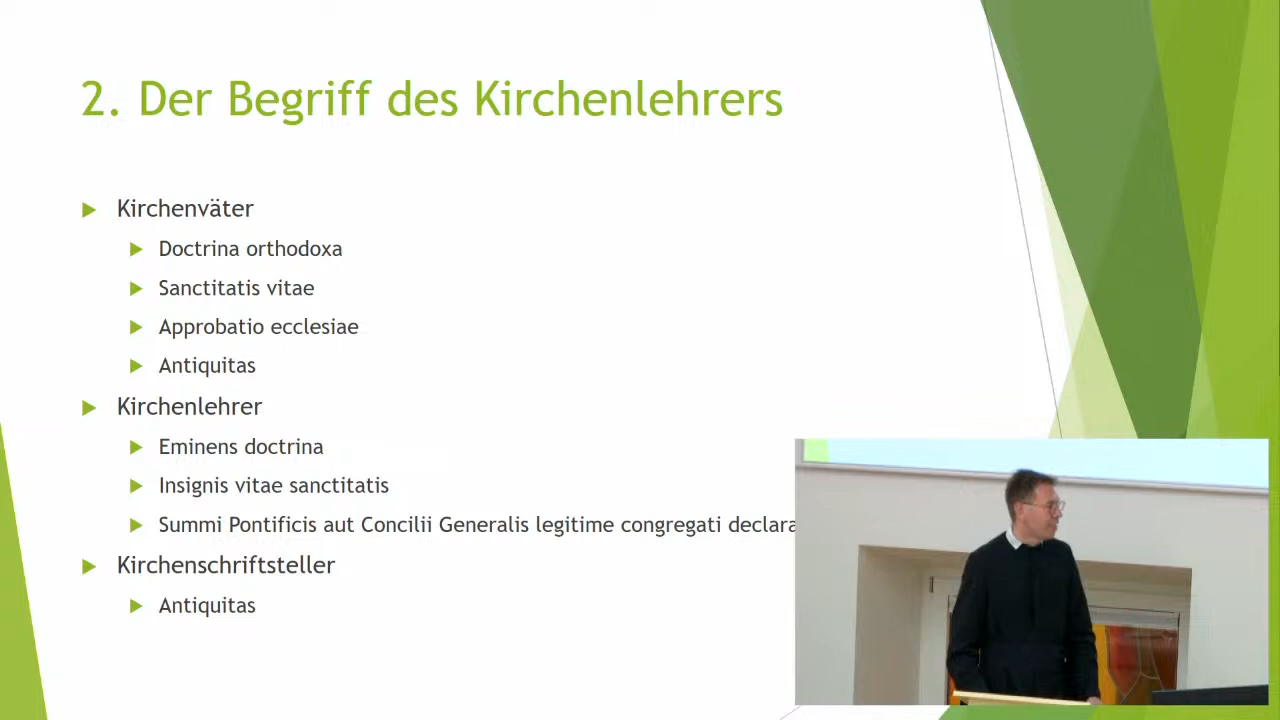 2. Der Begriff des Kirchenlehrers
Kirchenväter
Doctrina orthodoxa
Sanctitatis vitae
Approbatio ecclesiae
Antiquitas
Kirchenlehrer
Eminens doctrina
Insignis vitae sanctitatis
Summi Pontificis aut Concilii Generalis legitime congregati declara
Kirchenschriftsteller
Antiquitas